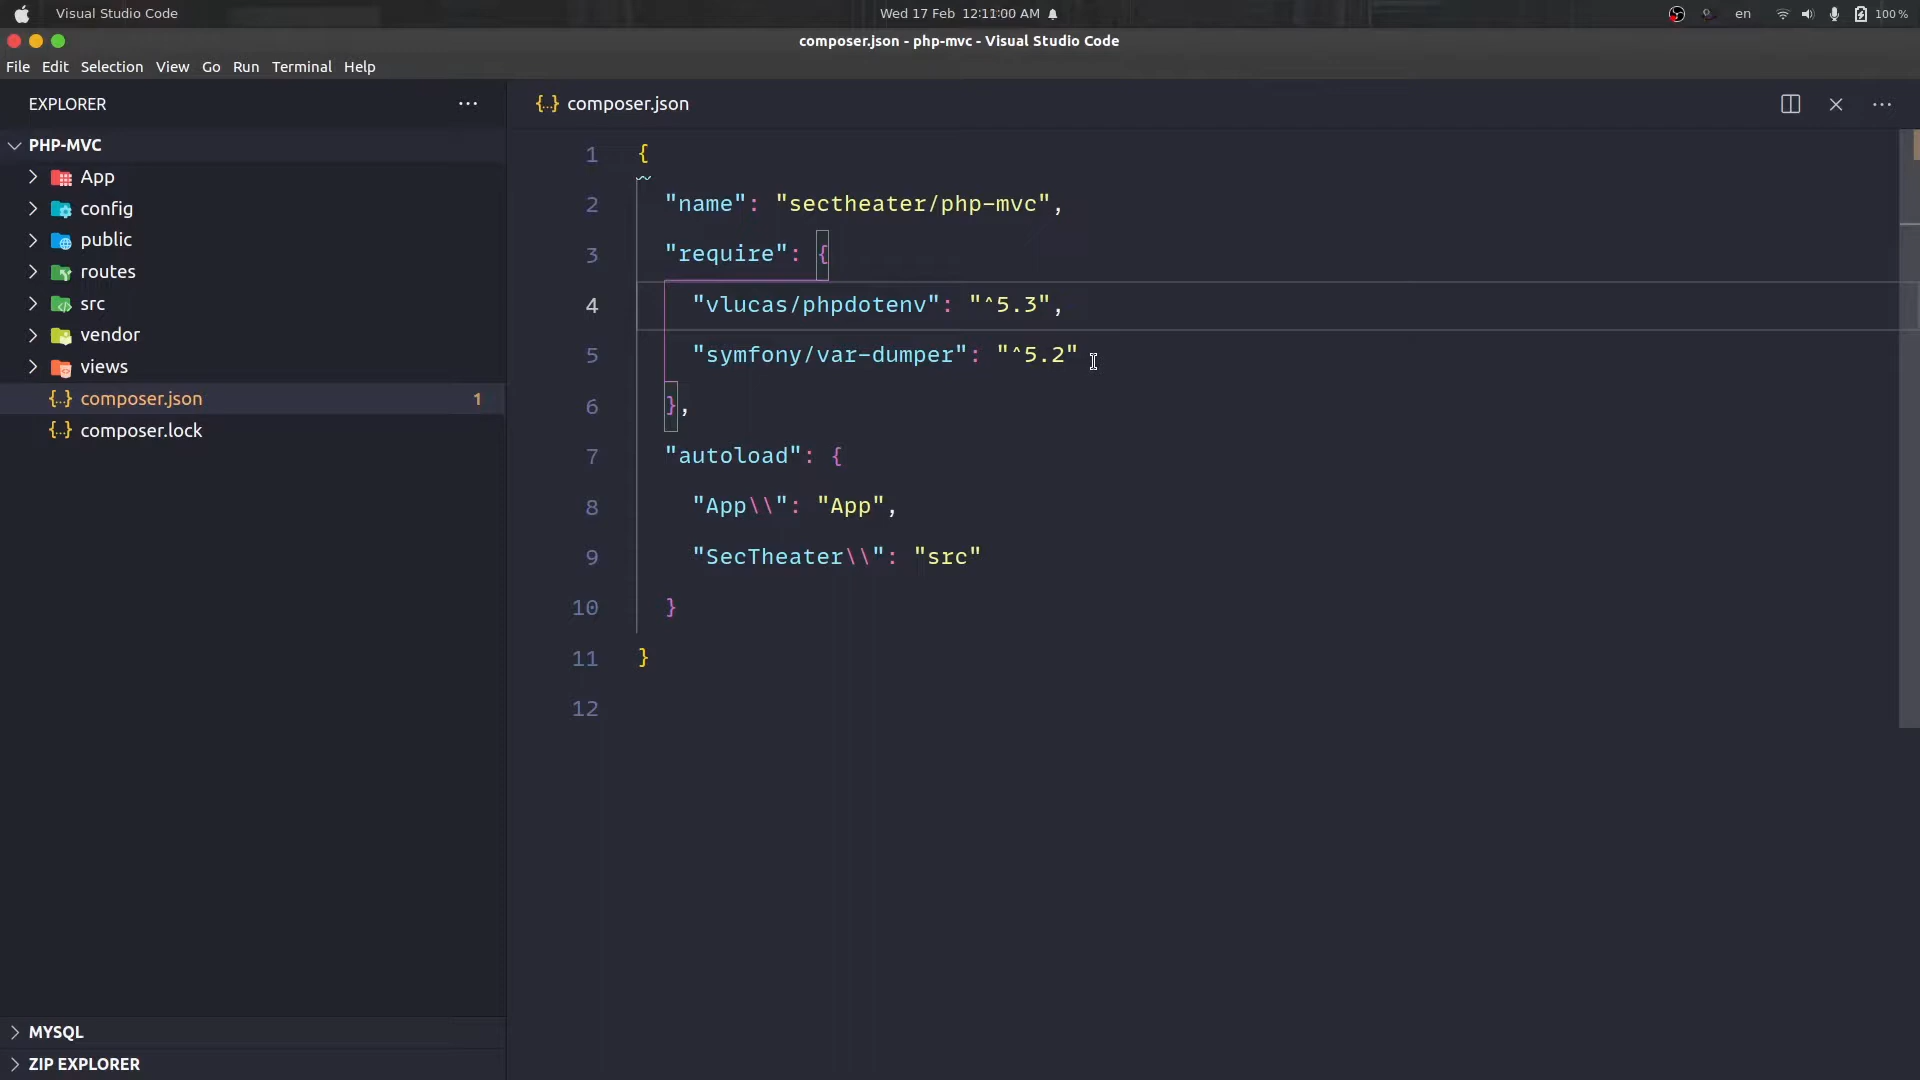 Visual Studio Code
Wed 17 Feb 12:11:00 AM
en
100 %
composer.json - php-mvc - Visual Studio Code
File Edit Selection View Go Run Terminal Help
EXPLORER
PHP-MVC
App
config
public
routes
src
vendor
views
composer.json 1
composer.lock
MYSQL
ZIP EXPLORER
{..} composer.json
1 {
2 "name": "sectheater/php-mvc",
3 "require": {
4 "vlucas/phpdotenv": "^5.3",
5 "symfony/var-dumper": "^5.2"
6 },
7 "autoload": {
8 "App\\": "App",
9 "SecTheater\\": "src"
10 }
11 }
12